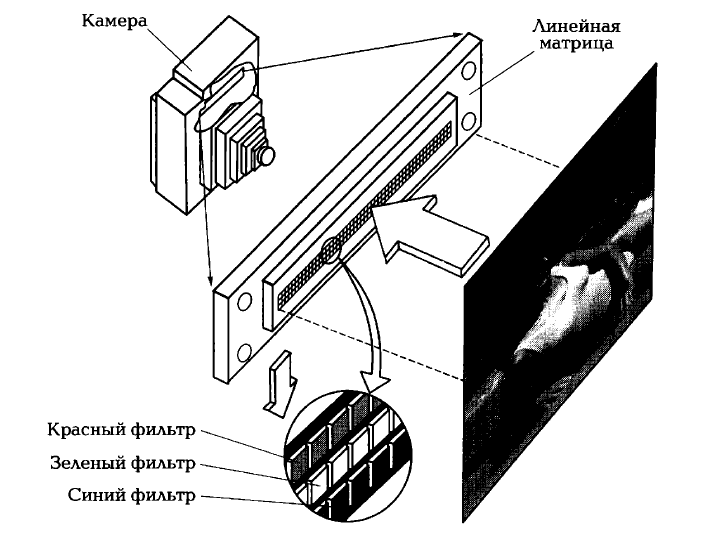 Камера
Линейная
матрица
Красный фильтр
Зеленый фильтр
Синий фильтр